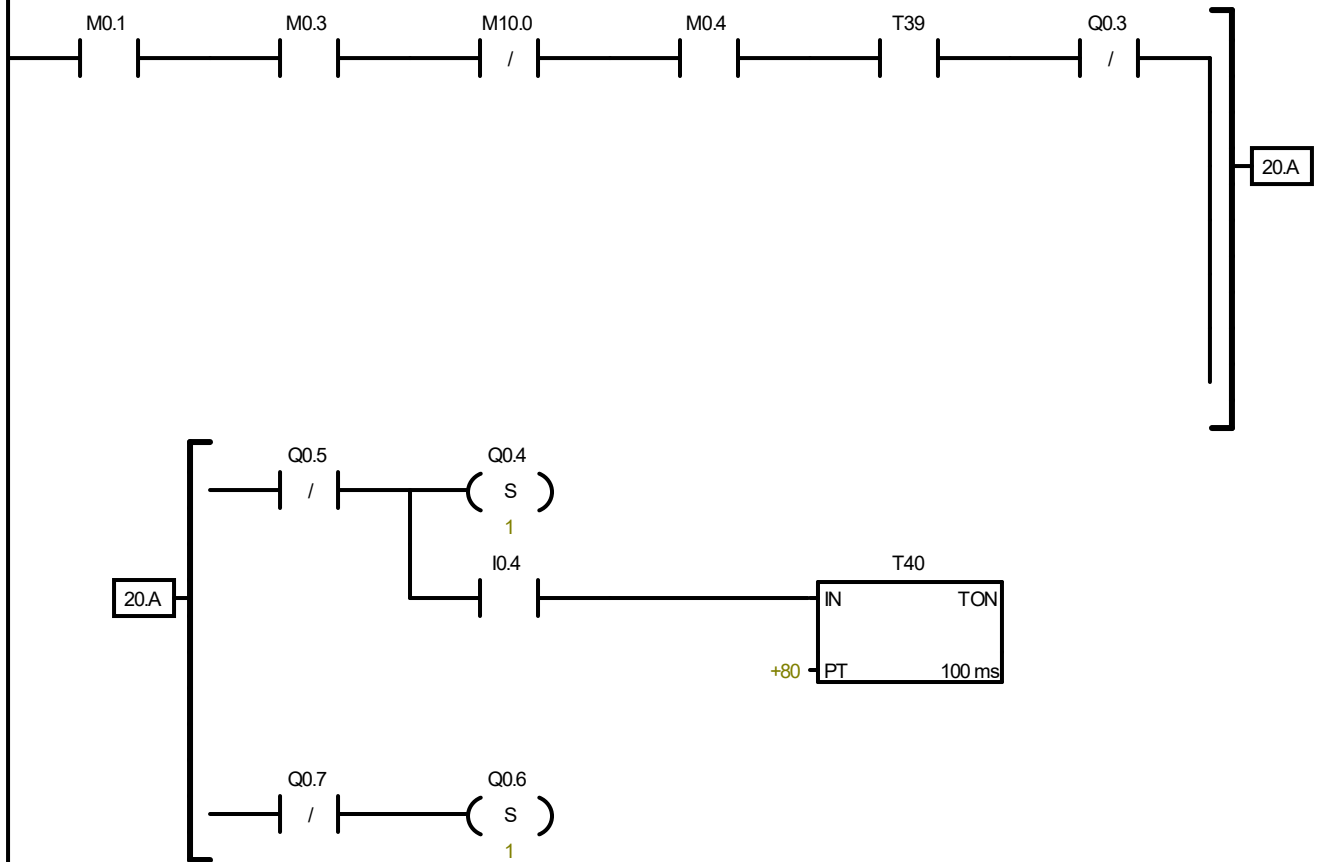 M0.1 M0.3 M10.0 M0.4 T39 Q0.3
/ /
20.A
Q0.5 Q0.4
/ S
1
I0.4 T40
20.A IN TON
+80 PT 100 ms
Q0.7 Q0.6
/ S
1